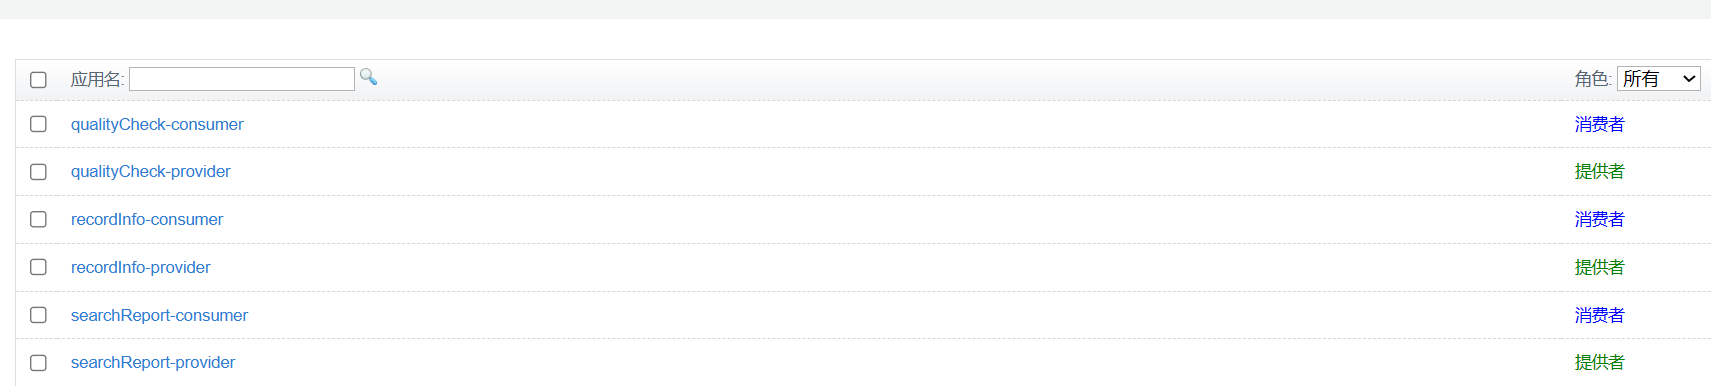 应用名: 角色: 所有
qualityCheck-consumer 消费者
qualityCheck-provider 提供者
recordInfo-consumer 消费者
recordInfo-provider 提供者
searchReport-consumer 消费者
searchReport-provider 提供者